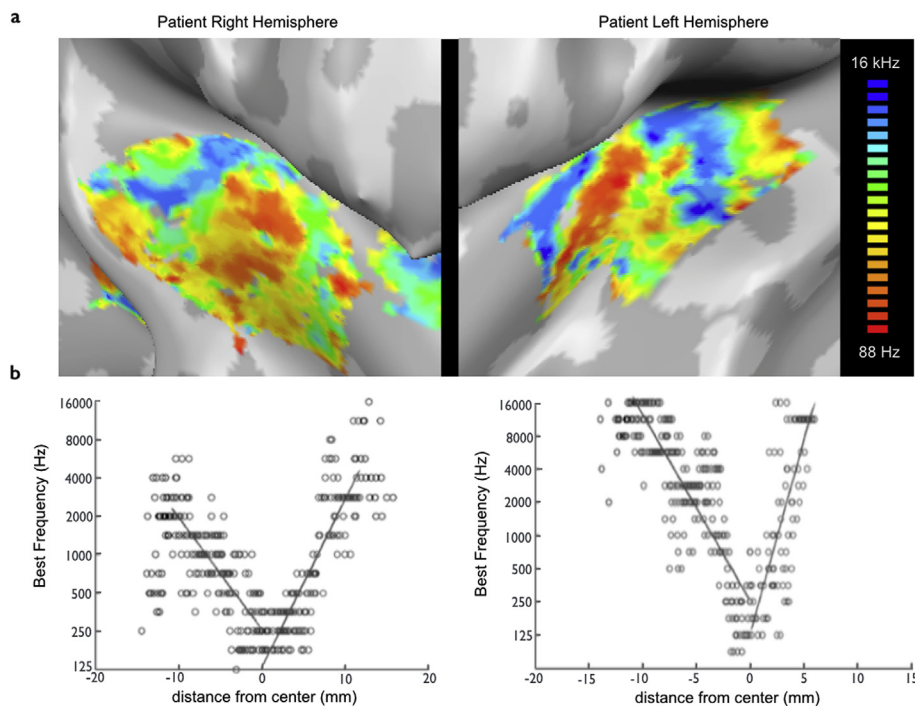 a
Patient Right Hemisphere
Patient Left Hemisphere
16 kHz
88 Hz
b
16000
8000
4000
2000
1000
500
250
125
Best Frequency (Hz)
-20
-10
0
10
20
distance from center (mm)
16000
8000
4000
2000
1000
500
250
125
Best Frequency (Hz)
-20
-15
-10
-5
0
5
10
15
distance from center (mm)